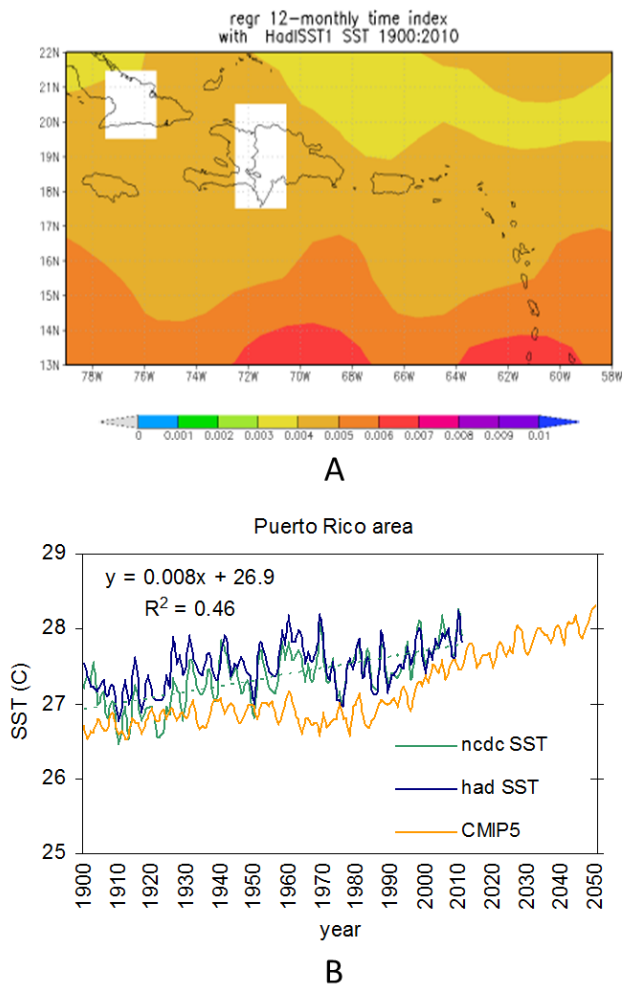 regr 12-monthly time index
with HadISST1 SST 1900:2010
22N
21N
20N
19N
18N
17N
16N
15N
14N
13N
78W 76W 74W 72W 70W 68W 66W 64W 62W 60W 58W
0 0.001 0.002 0.003 0.004 0.005 0.006 0.007 0.008 0.009 0.01
A
Puerto Rico area
29
28
27
26
25
SST (C)
y = 0.008x + 26.9
R² = 0.46
ncdc SST
had SST
CMIP5
1900 1910 1920 1930 1940 1950 1960 1970 1980 1990 2000 2010 2020 2030 2040 2050
year
B